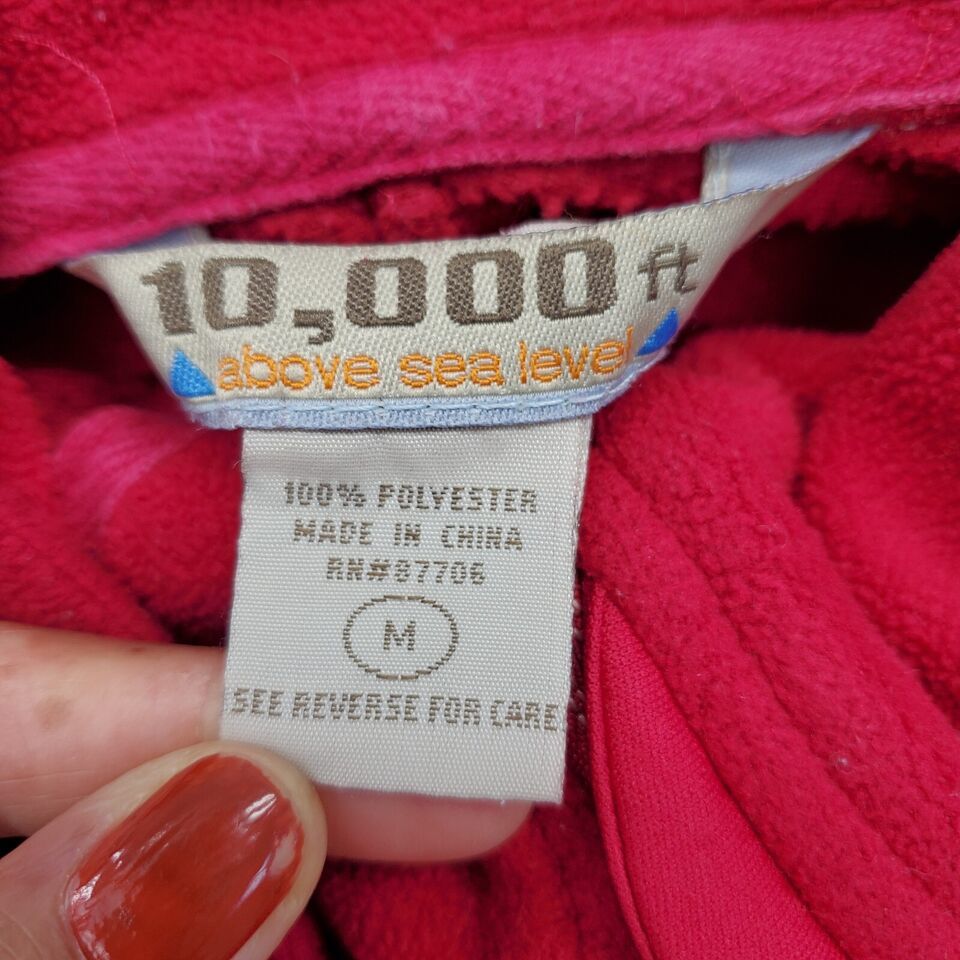 10,000 ft
above sea level
100% POLYESTER
MADE IN CHINA
RN#87706
M
SEE REVERSE FOR CARE